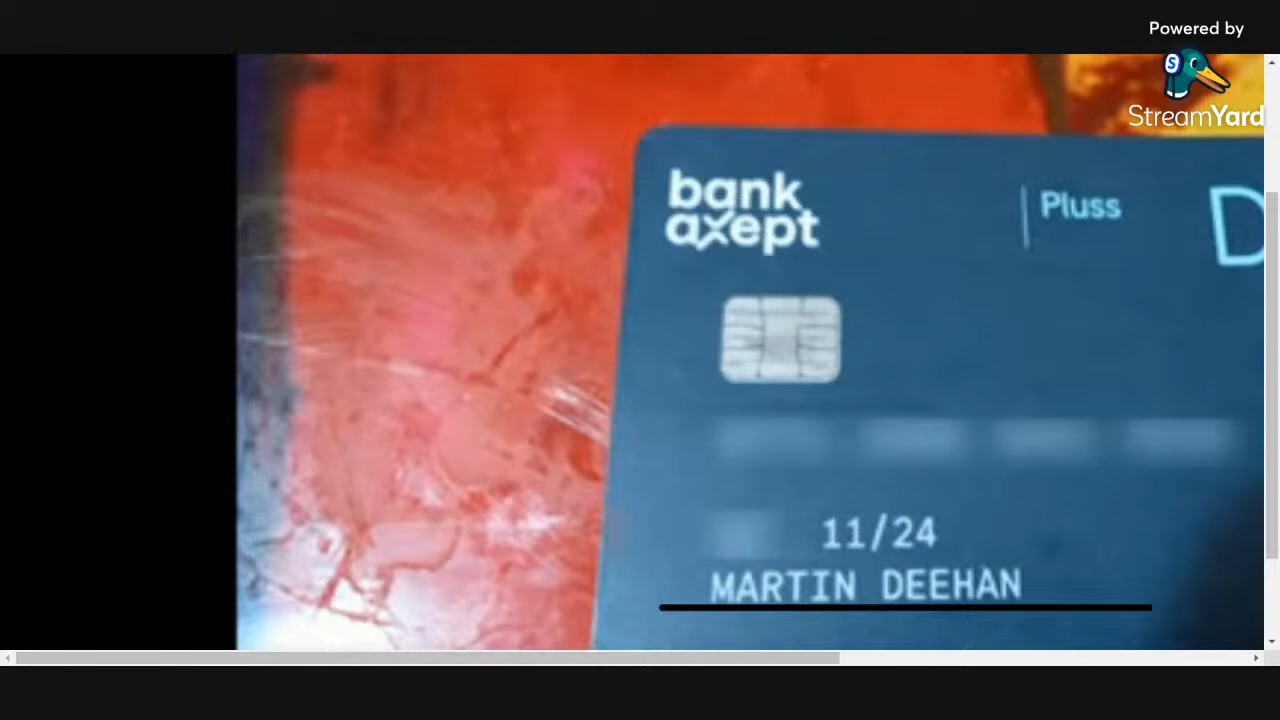 Powered by
StreamYard
bank
axept
Pluss
D
11/24
MARTIN DEEHAN